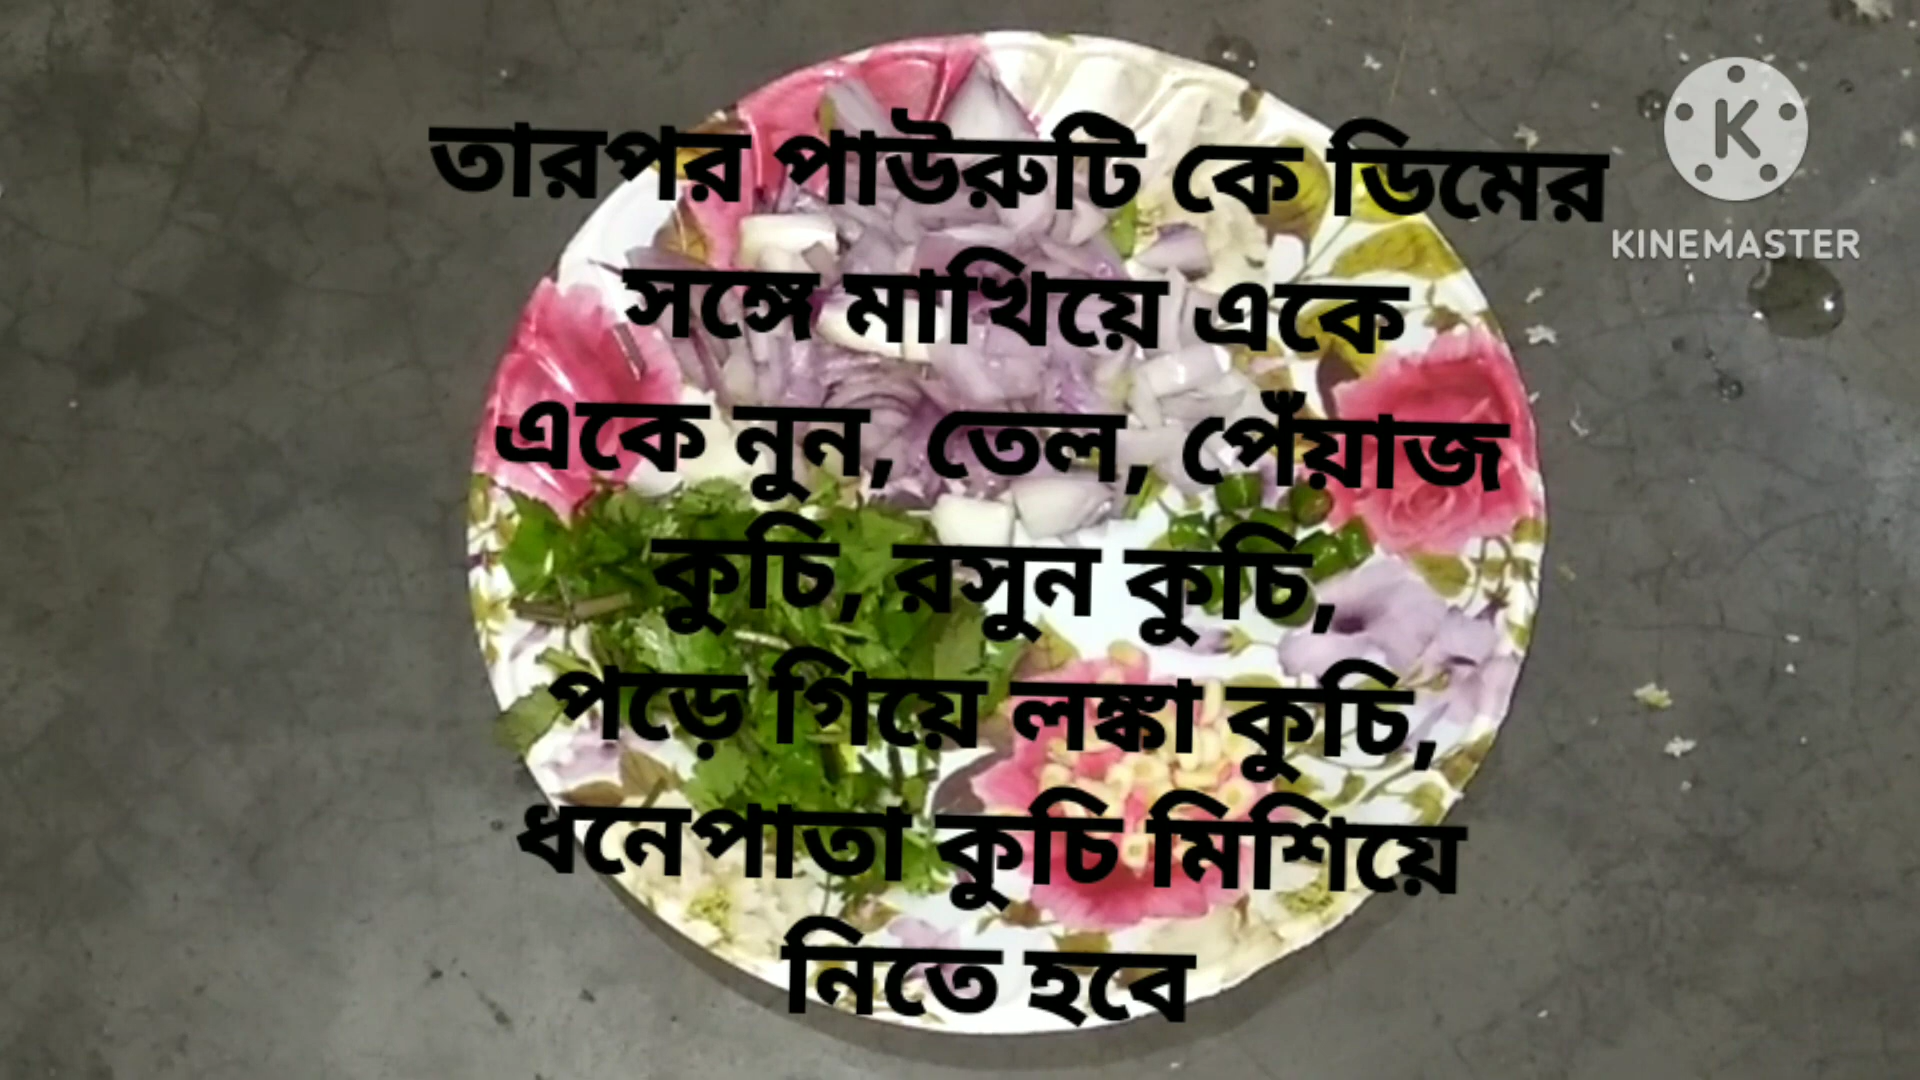 তারপর পাউরুটি কে ডিমের
সঙ্গে মাখিয়ে একে
একে নুন, তেল, পেঁয়াজ
কুচি, রসুন কুচি,
পড়ে গিয়ে লঙ্কা কুচি,
ধনেপাতা কুচি মিশিয়ে
নিতে হবে
KINEMASTER